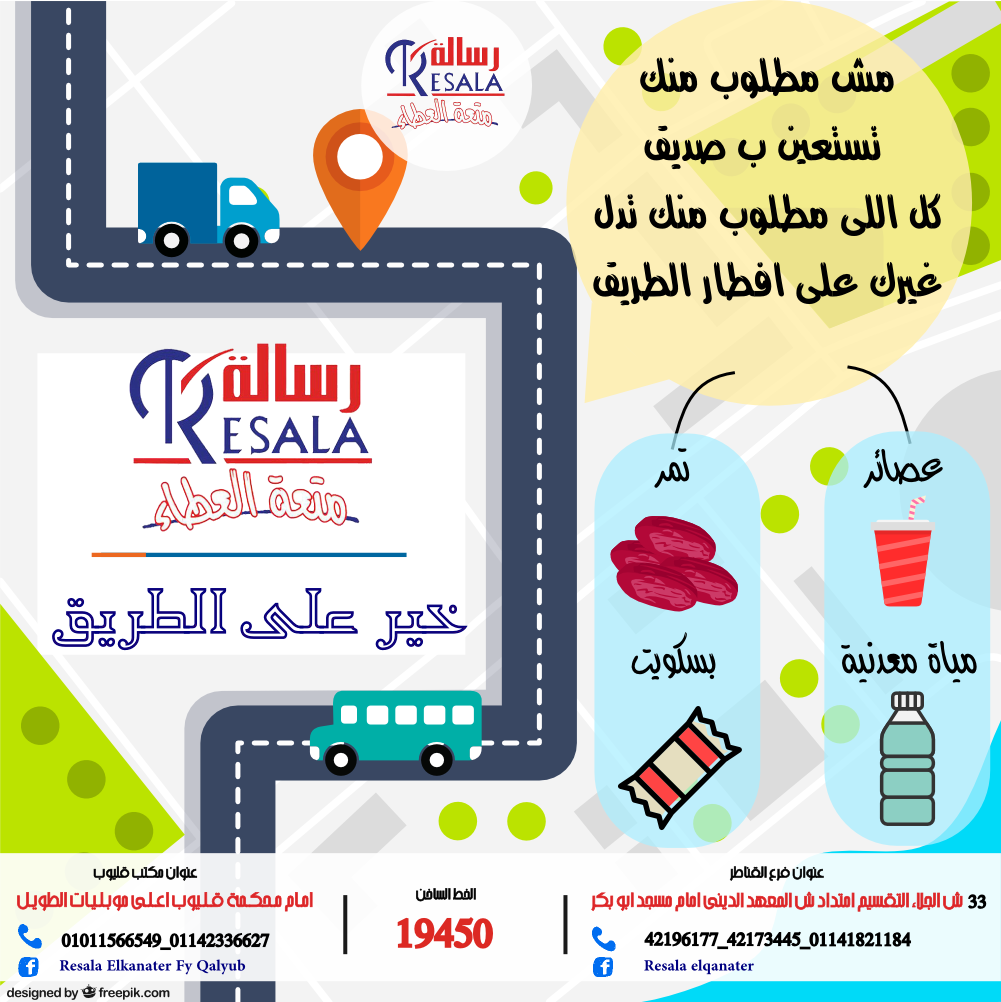 رسالة
RESALA
متعة العطاء
مش مطلوب منك
تستعين ب صديق
كل اللى مطلوب منك تدل
غيرك على افطار الطريق
رسالة
RESALA
متعة العطاء
خير على الطريق
تمر
عصائر
بسكويت
مياة معدنية
عنوان فرع القناطر
33 ش الجلاء التقسيم امتداد ش المعهد الدينى امام مسجد ابو بكر
42196177_42173445_01141821184
Resala elqanater
الخط الساخن
19450
عنوان مكتب قليوب
امام محكمة قليوب اعلى موبليات الطويل
01011566549_01142336627
Resala Elkanater Fy Qalyub
designed by freepik.com